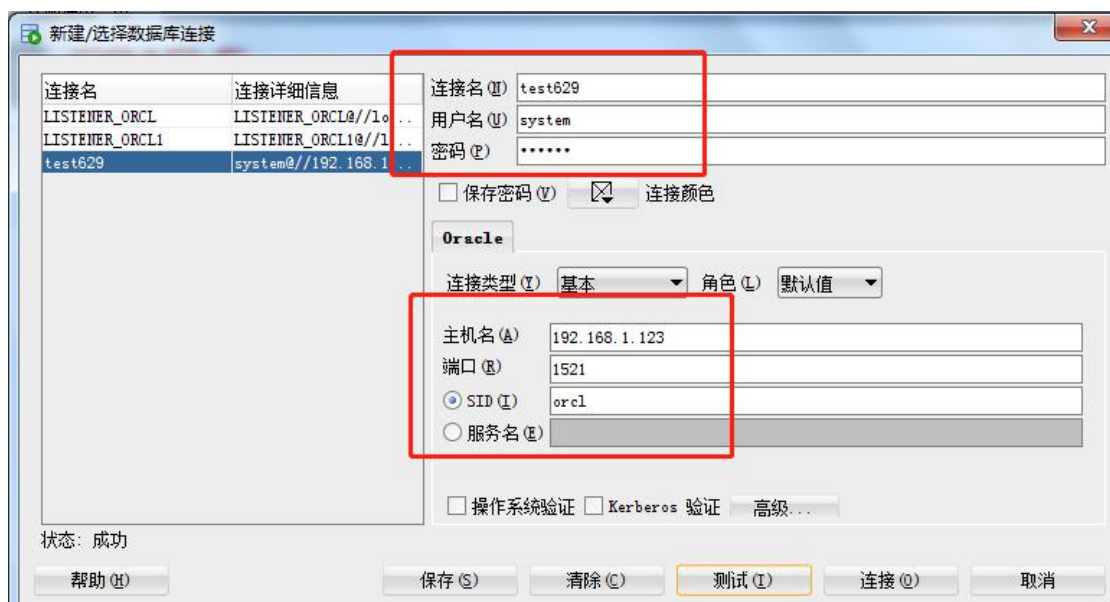 新建/选择数据库连接
连接名 连接详细信息
LISTENER_ORCL LISTENER_ORCL@//lo...
LISTENER_ORCL1 LISTENER_ORCL1@//l...
test629 system@//192.168.1...
连接名(N) test629
用户名(U) system
密码(P) ••••••
保存密码(V) 连接颜色
Oracle
连接类型(Y) 基本 角色(L) 默认值
主机名(A) 192.168.1.123
端口(R) 1521
SID(I) orcl
服务名(E)
操作系统验证 Kerberos 验证 高级...
状态: 成功
帮助(H) 保存(S) 清除(C) 测试(T) 连接(O) 取消